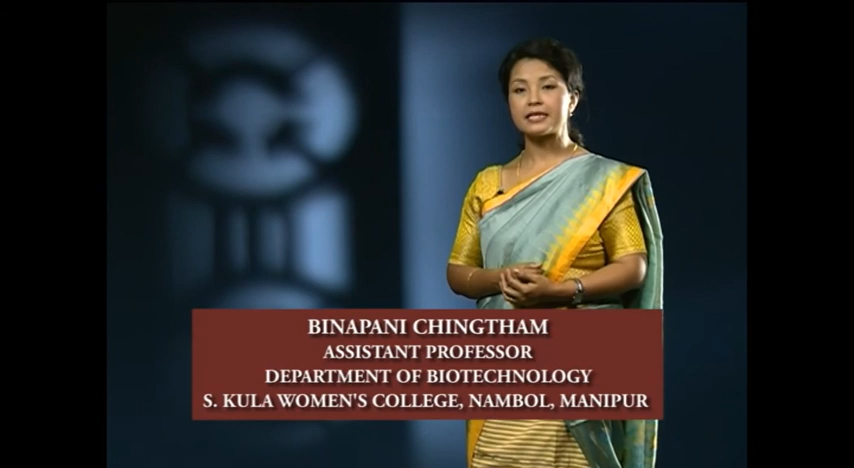 BINAPANI CHINGTHAM
ASSISTANT PROFESSOR
DEPARTMENT OF BIOTECHNOLOGY
S. KULA WOMEN'S COLLEGE, NAMBOL, MANIPUR